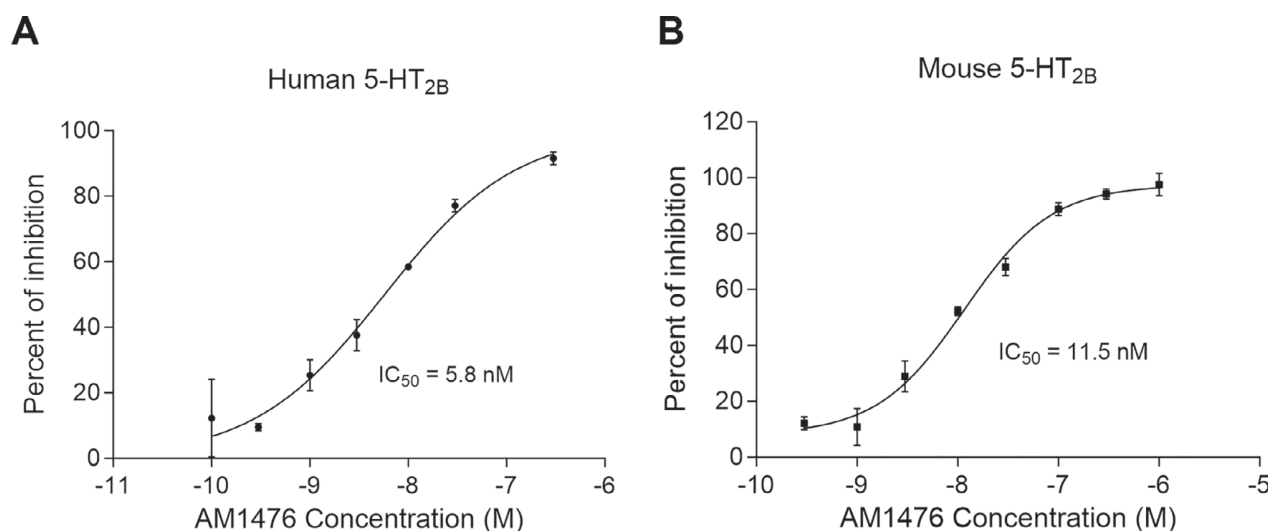 A
Human 5-HT2B
Percent of inhibition
100
80
60
40
20
0
IC50 = 5.8 nM
-11
-10
-9
-8
-7
-6
AM1476 Concentration (M)
B
Mouse 5-HT2B
Percent of inhibition
120
100
80
60
40
20
0
IC50 = 11.5 nM
-10
-9
-8
-7
-6
-5
AM1476 Concentration (M)